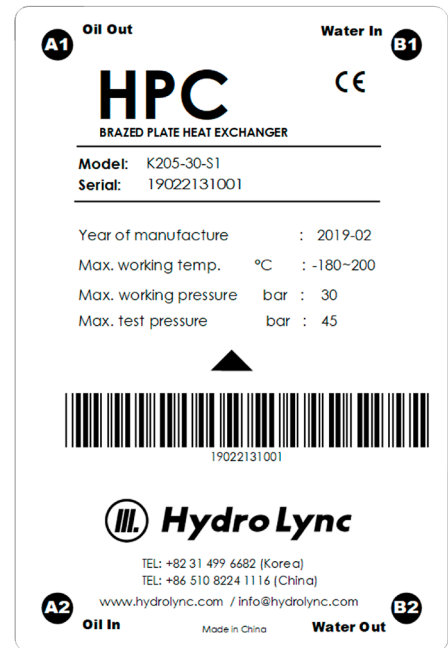 A1 Oil Out Water In B1
HPC CE
BRAZED PLATE HEAT EXCHANGER
Model: K205-30-S1
Serial: 19022131001
Year of manufacture : 2019-02
Max. working temp. °C : -180~200
Max. working pressure bar : 30
Max. test pressure bar : 45
19022131001
Hydro Lync
TEL: +82 31 499 6682 (Korea)
TEL: +86 510 8224 1116 (China)
www.hydrolync.com / info@hydrolync.com
A2 Oil In Made in China Water Out B2